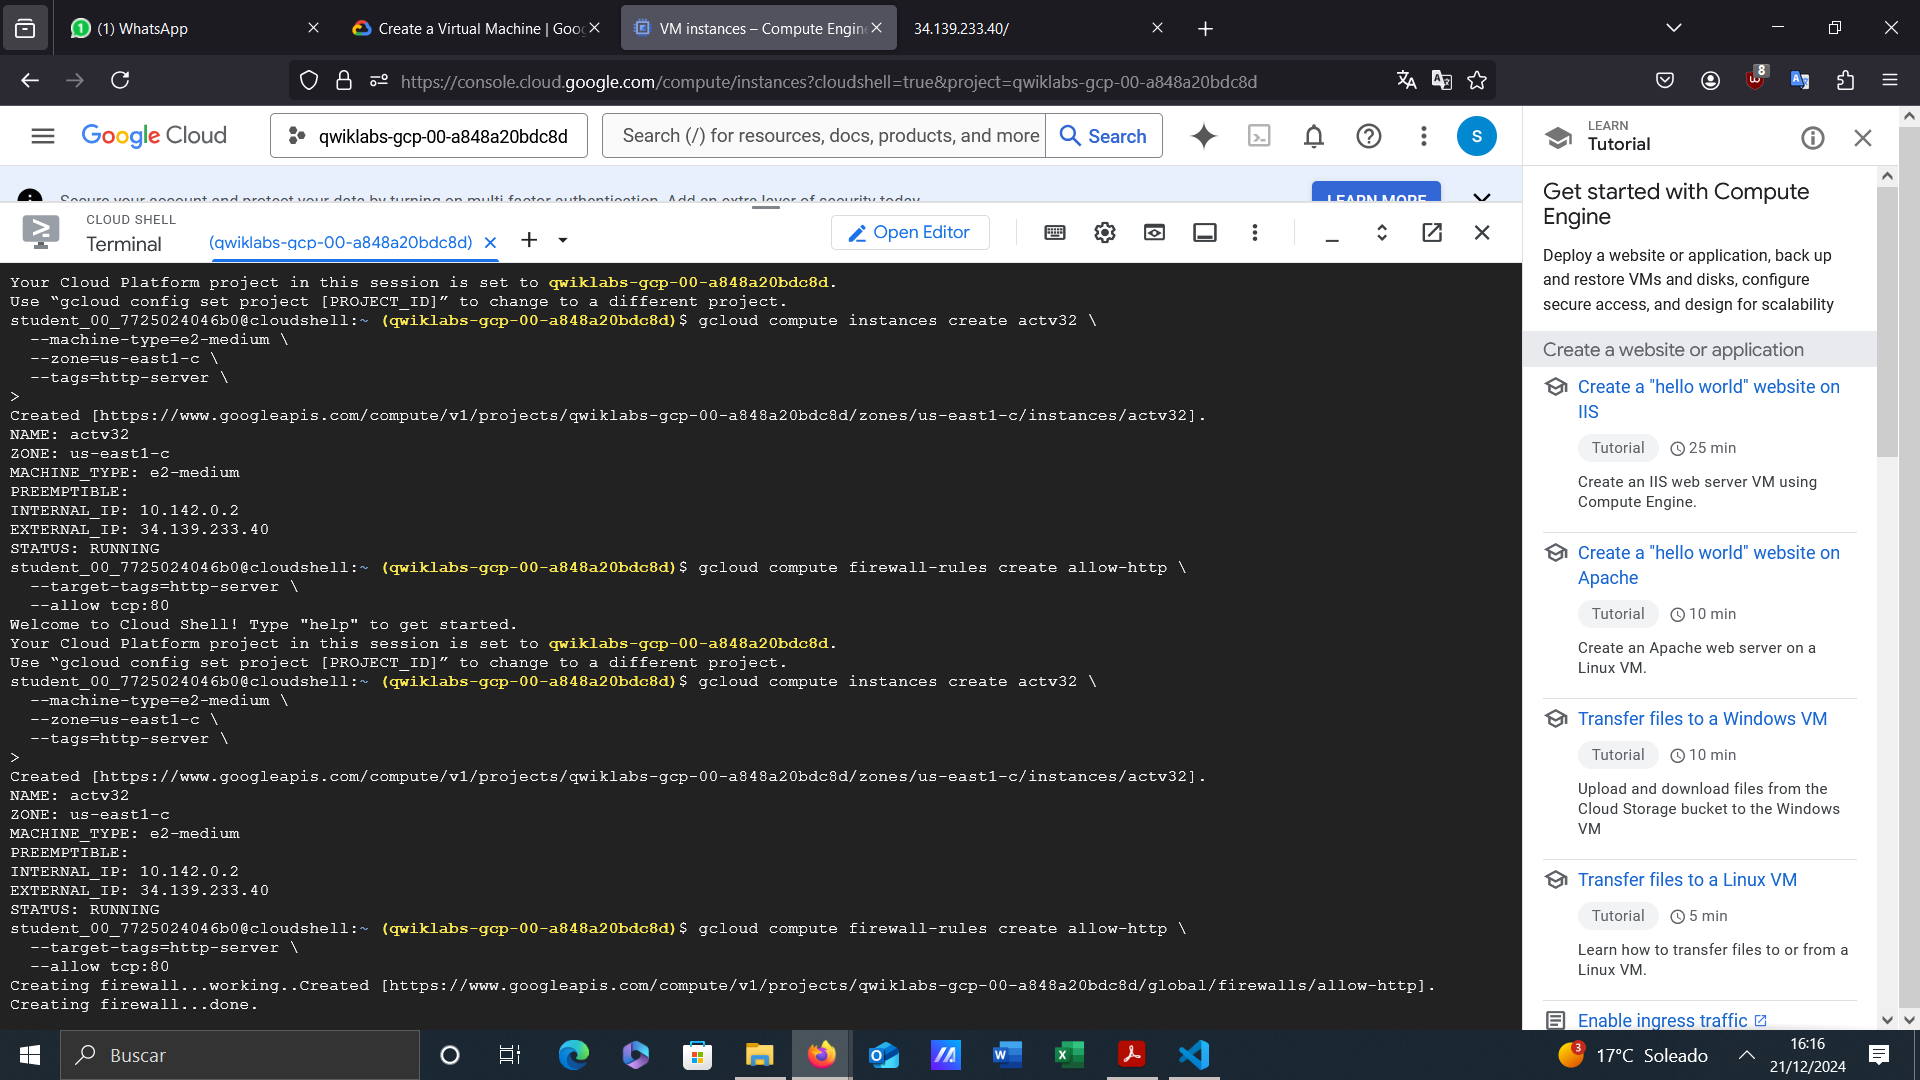 (1) WhatsApp
Create a Virtual Machine | Goog
VM instances – Compute Engine
34.139.233.40/
https://console.cloud.google.com/compute/instances?cloudshell=true&project=qwiklabs-gcp-00-a848a20bdc8d
8
Google Cloud
qwiklabs-gcp-00-a848a20bdc8d
Search (/) for resources, docs, products, and more
Search
S
Secure your account and protect your data by turning on multi factor authentication. Add an extra layer of security today.
LEARN MORE
CLOUD SHELL
Terminal
(qwiklabs-gcp-00-a848a20bdc8d)
Open Editor
Your Cloud Platform project in this session is set to qwiklabs-gcp-00-a848a20bdc8d.
Use “gcloud config set project [PROJECT_ID]” to change to a different project.
student_00_7725024046b0@cloudshell:~ (qwiklabs-gcp-00-a848a20bdc8d)$ gcloud compute instances create actv32 \
--machine-type=e2-medium \
--zone=us-east1-c \
--tags=http-server \
>
Created [https://www.googleapis.com/compute/v1/projects/qwiklabs-gcp-00-a848a20bdc8d/zones/us-east1-c/instances/actv32].
NAME: actv32
ZONE: us-east1-c
MACHINE_TYPE: e2-medium
PREEMPTIBLE:
INTERNAL_IP: 10.142.0.2
EXTERNAL_IP: 34.139.233.40
STATUS: RUNNING
student_00_7725024046b0@cloudshell:~ (qwiklabs-gcp-00-a848a20bdc8d)$ gcloud compute firewall-rules create allow-http \
--target-tags=http-server \
--allow tcp:80
Welcome to Cloud Shell! Type "help" to get started.
Your Cloud Platform project in this session is set to qwiklabs-gcp-00-a848a20bdc8d.
Use “gcloud config set project [PROJECT_ID]” to change to a different project.
student_00_7725024046b0@cloudshell:~ (qwiklabs-gcp-00-a848a20bdc8d)$ gcloud compute instances create actv32 \
--machine-type=e2-medium \
--zone=us-east1-c \
--tags=http-server \
>
Created [https://www.googleapis.com/compute/v1/projects/qwiklabs-gcp-00-a848a20bdc8d/zones/us-east1-c/instances/actv32].
NAME: actv32
ZONE: us-east1-c
MACHINE_TYPE: e2-medium
PREEMPTIBLE:
INTERNAL_IP: 10.142.0.2
EXTERNAL_IP: 34.139.233.40
STATUS: RUNNING
student_00_7725024046b0@cloudshell:~ (qwiklabs-gcp-00-a848a20bdc8d)$ gcloud compute firewall-rules create allow-http \
--target-tags=http-server \
--allow tcp:80
Creating firewall...working..Created [https://www.googleapis.com/compute/v1/projects/qwiklabs-gcp-00-a848a20bdc8d/global/firewalls/allow-http].
Creating firewall...done.
LEARN
Tutorial
Get started with Compute
Engine
Deploy a website or application, back up
and restore VMs and disks, configure
secure access, and design for scalability
Create a website or application
Create a "hello world" website on
IIS
Tutorial 25 min
Create an IIS web server VM using
Compute Engine.
Create a "hello world" website on
Apache
Tutorial 10 min
Create an Apache web server on a
Linux VM.
Transfer files to a Windows VM
Tutorial 10 min
Upload and download files from the
Cloud Storage bucket to the Windows
VM
Transfer files to a Linux VM
Tutorial 5 min
Learn how to transfer files to or from a
Linux VM.
Enable ingress traffic
Buscar
3
17°C Soleado
16:16
21/12/2024